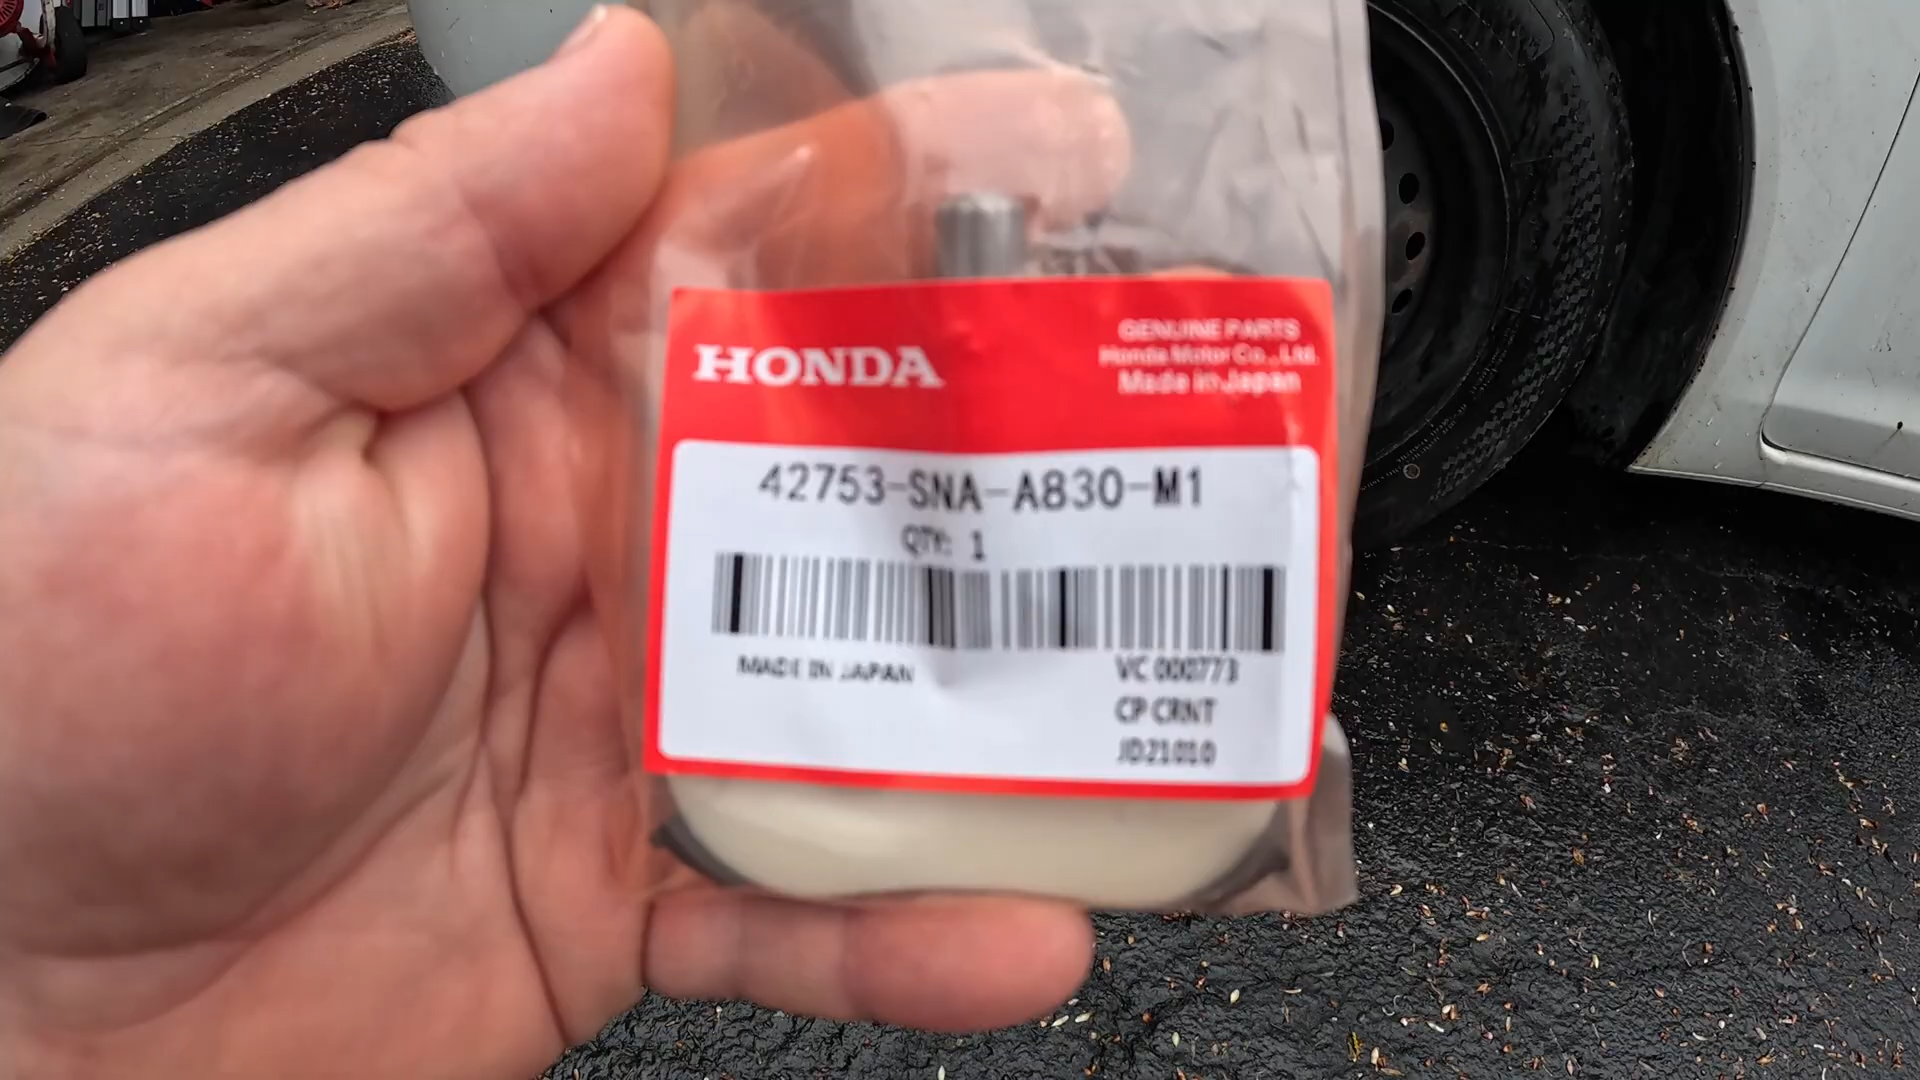 HONDA
GENUINE PARTS
Honda Motor Co., Ltd.
Made in Japan
42753-SNA-A830-M1
QTY: 1
MADE IN JAPAN
VC 000773
CP CRNT
JD21010